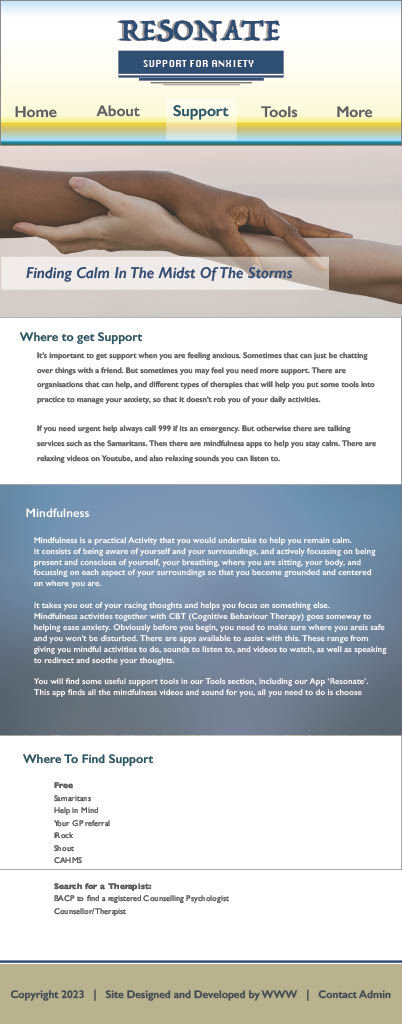 RESONATE
SUPPORT FOR ANXIETY
Home About Support Tools More
Finding Calm In The Midst Of The Storms
Where to get Support
It's important to get support when you are feeling anxious. Sometimes that can just be chatting
over things with a friend. But sometimes you may feel you need more support. There are
organisations that can help, and different types of therapies that will help you put some tools into
practice to manage your anxiety, so that it doesn't rob you of your daily activities.
If you need urgent help always call 999 if its an emergency. But otherwise there are talking
services such as the Samaritans. Then there are mindfulness apps to help you stay calm. There are
relaxing videos on Youtube, and also relaxing sounds you can listen to.
Mindfulness
Mindfulness is a practical Activity that you would undertake to help you remain calm.
It consists of being aware of yourself and your surroundings, and actively focussing on being
present and conscious of yourself, your breathing, where you are sitting, your body, and
focussing on each aspect of your surroundings so that you become grounded and centered
on where you are.
It takes you out of your racing thoughts and helps you focus on something else.
Mindfulness activities together with CBT (Cognitive Behaviour Therapy) goes someway to
helping ease anxiety. Obviously before you begin, you need to make sure where you areis safe
and you won't be disturbed. There are apps available to assist with this. These range from
giving you mindful activities to do, sounds to listen to, and videos to watch, as well as speaking
to redirect and soothe your thoughts.
You will find some useful support tools in our Tools section, including our App 'Resonate'.
This app finds all the mindfulness videos and sound for you, all you need to do is choose
Where To Find Support
Free
Samaritans
Help in Mind
Your GP referral
iRock
Shout
CAHMS
Search for a Therapist:
BACP to find a registered Counselling Psychologist
Counsellor/Therapist
Copyright 2023 | Site Designed and Developed by WWW | Contact Admin